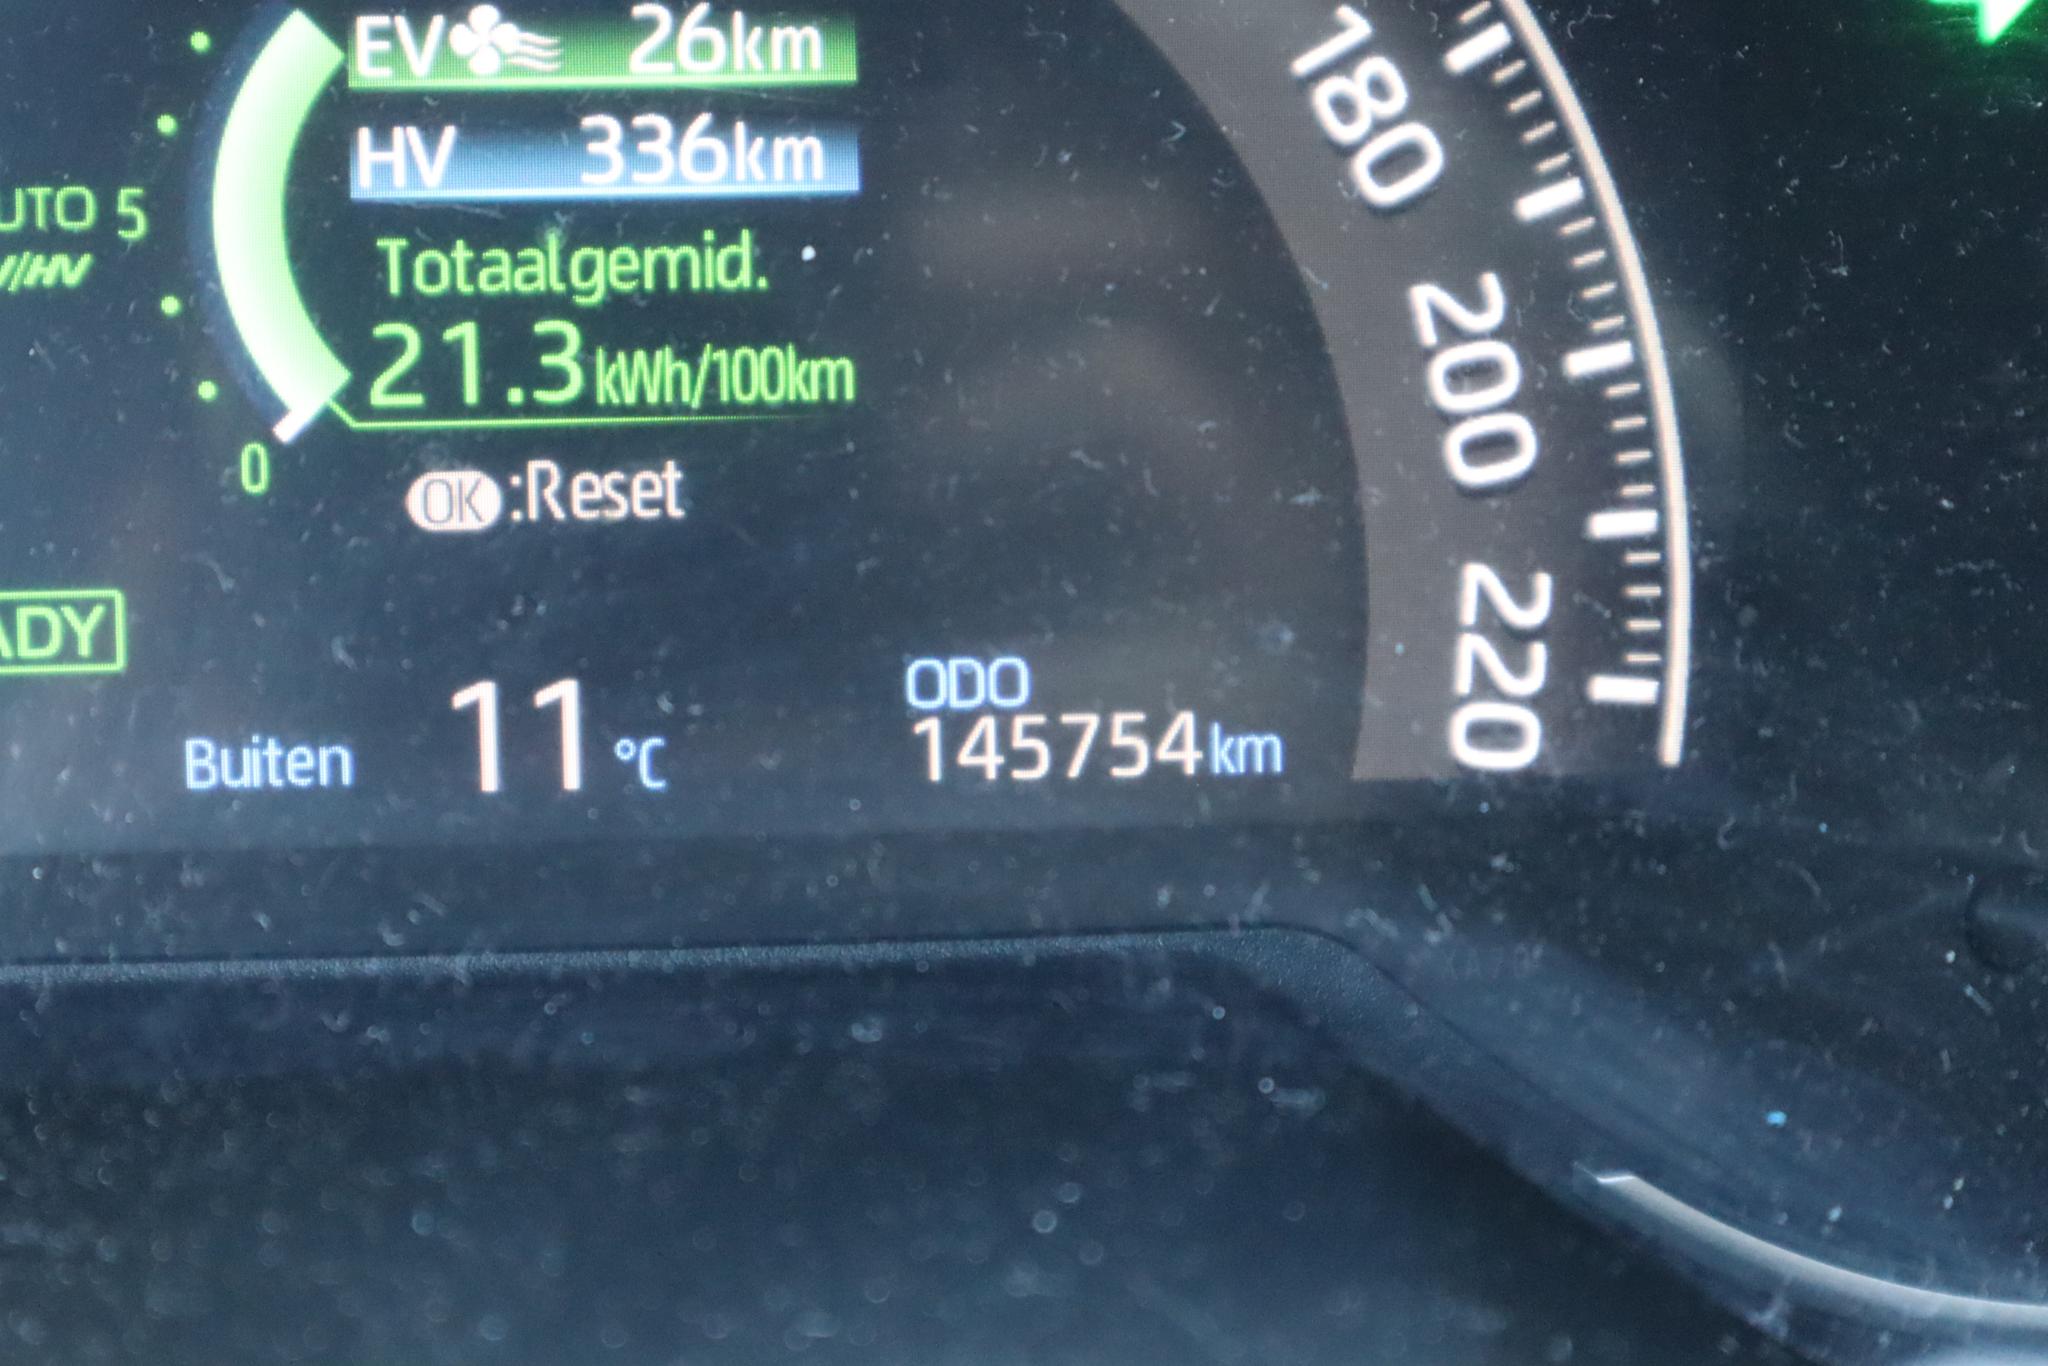 EV 26km
HV 336km
UTO 5
Totaalgemid.
21.3 kWh/100km
0
OK :Reset
ADY
Buiten 11 °C
ODO
145754 km
180
200
220